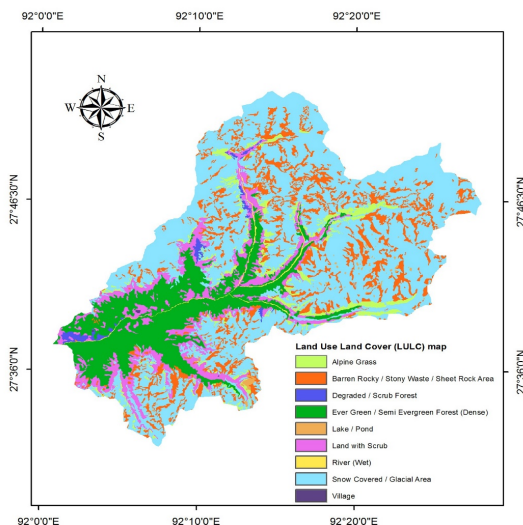 92°0'0"E 92°10'0"E 92°20'0"E
N
W E
S
27°46'30"N 27°46'30"N
27°36'0"N 27°36'0"N
Land Use Land Cover (LULC) map
Alpine Grass
Barren Rocky / Stony Waste / Sheet Rock Area
Degraded / Scrub Forest
Ever Green / Semi Evergreen Forest (Dense)
Lake / Pond
Land with Scrub
River (Wet)
Snow Covered / Glacial Area
Village
92°0'0"E 92°10'0"E 92°20'0"E